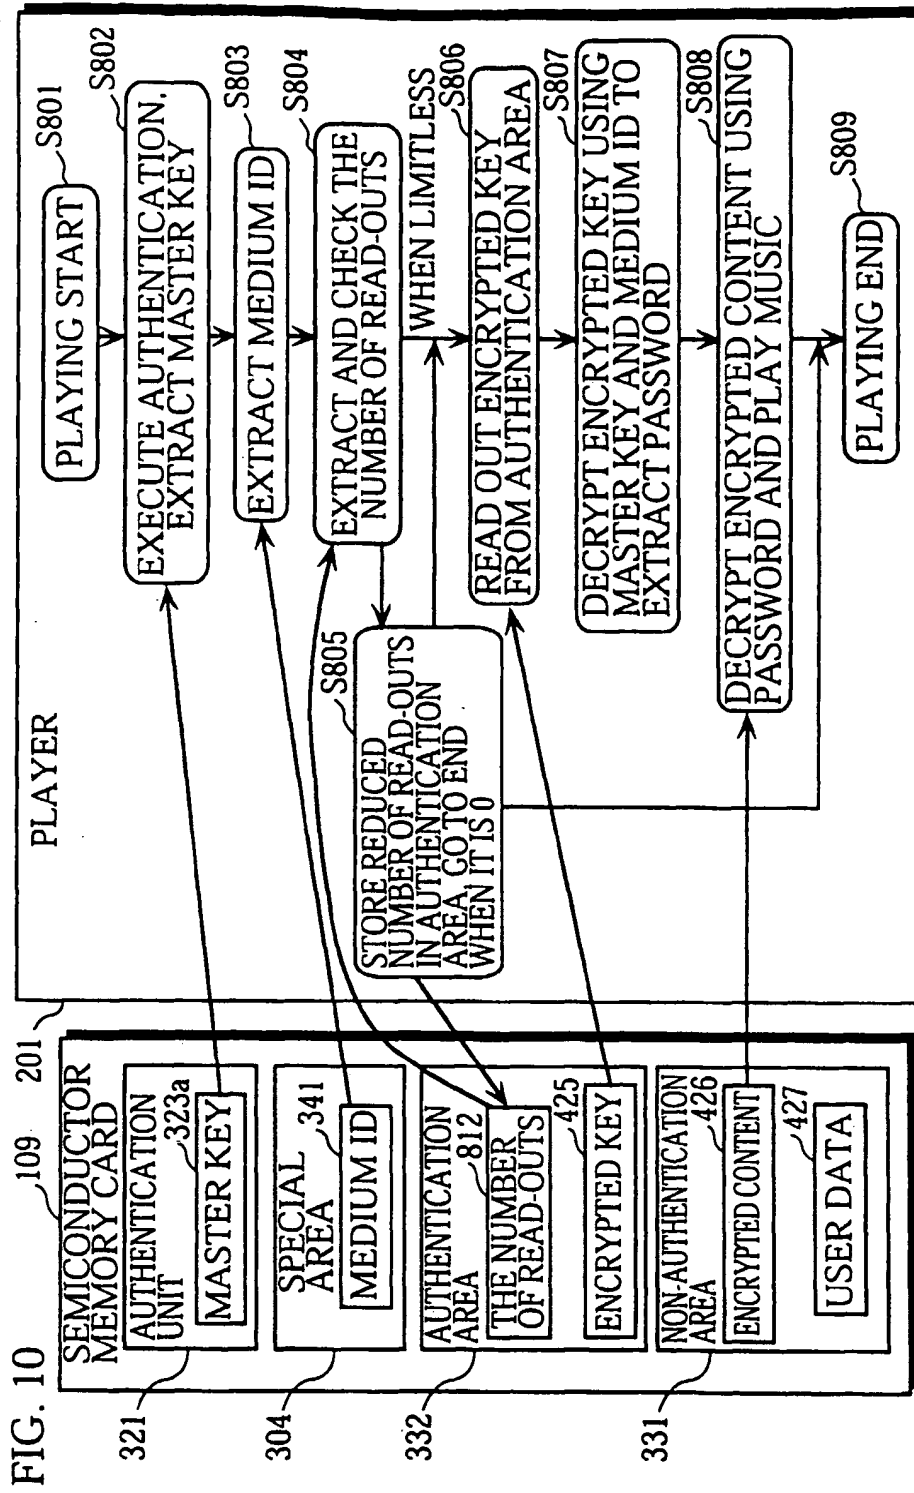 FIG. 10
109
201
SEMICONDUCTOR
MEMORY CARD
321
AUTHENTICATION
UNIT
323a
MASTER KEY
304
SPECIAL
AREA
341
MEDIUM ID
332
AUTHENTICATION
AREA
812
THE NUMBER
OF READ-OUTS
425
ENCRYPTED KEY
331
NON-AUTHENTICATION
AREA
426
ENCRYPTED CONTENT
427
USER DATA
PLAYER
S801
PLAYING START
S802
EXECUTE AUTHENTICATION,
EXTRACT MASTER KEY
S803
EXTRACT MEDIUM ID
S804
EXTRACT AND CHECK THE
NUMBER OF READ-OUTS
WHEN LIMITLESS
S805
STORE REDUCED
NUMBER OF READ-OUTS
IN AUTHENTICATION
AREA, GO TO END
WHEN IT IS 0
S806
READ OUT ENCRYPTED KEY
FROM AUTHENTICATION AREA
S807
DECRYPT ENCRYPTED KEY USING
MASTER KEY AND MEDIUM ID TO
EXTRACT PASSWORD
S808
DECRYPT ENCRYPTED CONTENT USING
PASSWORD AND PLAY MUSIC
S809
PLAYING END